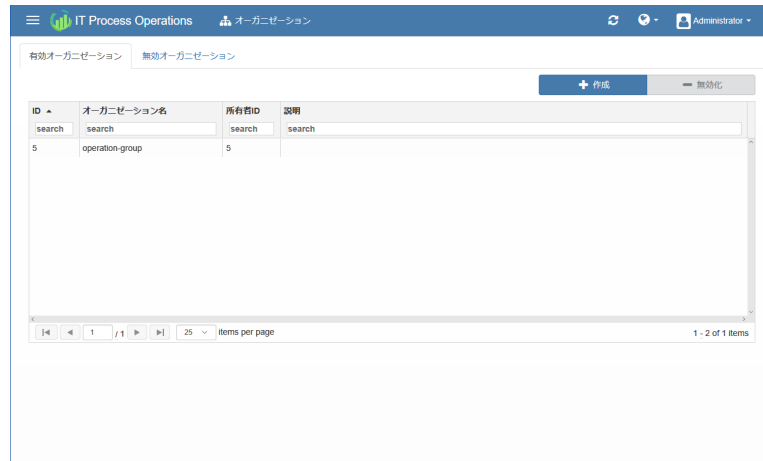 IT Process Operations オーガニゼーション Administrator
有効オーガニゼーション 無効オーガニゼーション
作成 無効化
ID オーガニゼーション名 所有者ID 説明
search search search search
5 operation-group 5
1 / 1 25 items per page 1 - 2 of 1 items